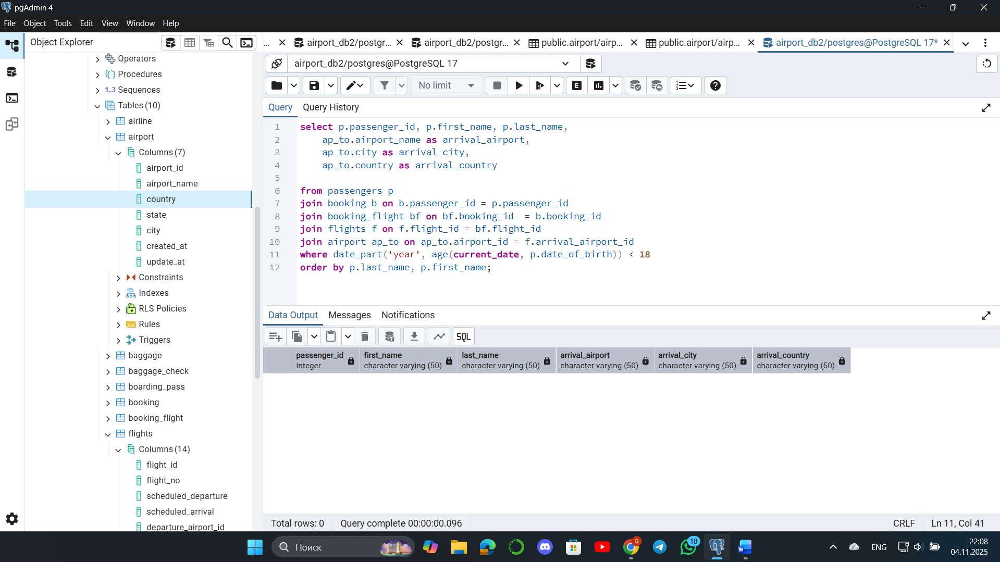 pgAdmin 4
File Object Tools Edit View Window Help
Object Explorer
... airport_db2/postgr... airport_db2/postgr... public.airport/airp... public.airport/airp... airport_db2/postgres@PostgreSQL 17*
airport_db2/postgres@PostgreSQL 17
No limit
E
Query Query History
1 select p.passenger_id, p.first_name, p.last_name,
2 ap_to.airport_name as arrival_airport,
3 ap_to.city as arrival_city,
4 ap_to.country as arrival_country
5
6 from passengers p
7 join booking b on b.passenger_id = p.passenger_id
8 join booking_flight bf on bf.booking_id  = b.booking_id
9 join flights f on f.flight_id = bf.flight_id
10 join airport ap_to on ap_to.airport_id = f.arrival_airport_id
11 where date_part('year', age(current_date, p.date_of_birth)) < 18
12 order by p.last_name, p.first_name;
Operators
Procedures
1..3 Sequences
Tables (10)
airline
airport
Columns (7)
airport_id
airport_name
country
state
city
created_at
update_at
Constraints
Indexes
RLS Policies
Rules
Triggers
baggage
baggage_check
boarding_pass
booking
booking_flight
flights
Columns (14)
flight_id
flight_no
scheduled_departure
scheduled_arrival
departure_airport_id
Data Output Messages Notifications
SQL
passenger_id first_name last_name arrival_airport arrival_city arrival_country
integer character varying (50) character varying (50) character varying (50) character varying (50) character varying (50)
Total rows: 0 Query complete 00:00:00.096 CRLF Ln 11, Col 41
Поиск
G
18
W
ENG
22:08
04.11.2025